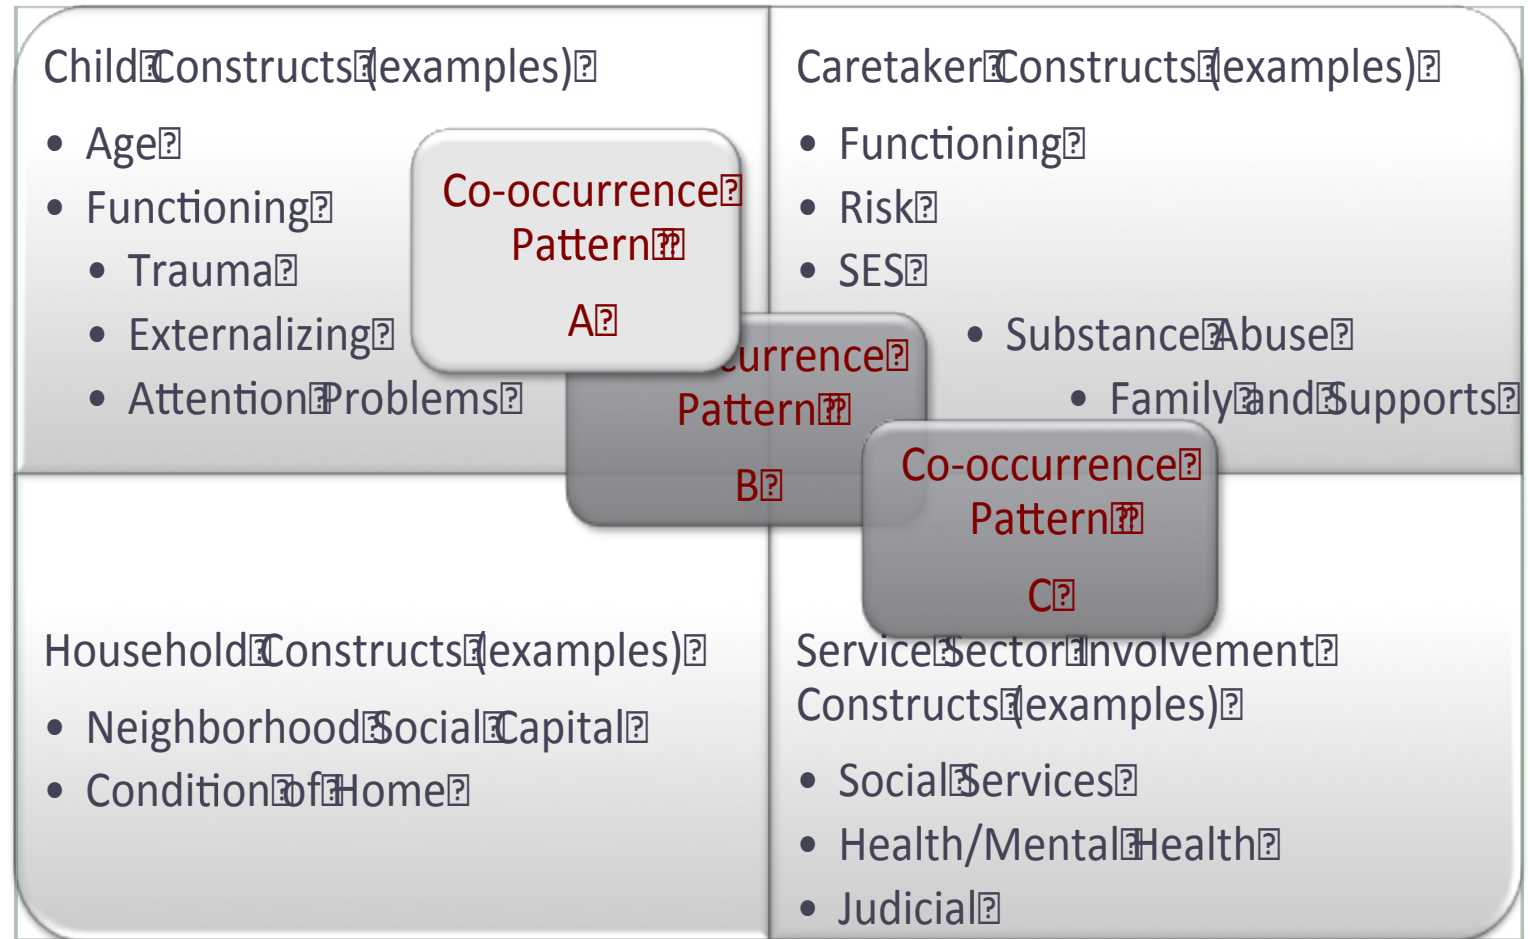 Child Constructs (examples)
• Age
• Functioning
• Trauma
• Externalizing
• Attention Problems
Caretaker Constructs (examples)
• Functioning
• Risk
• SES
• Substance Abuse
• Family and Supports
Co-occurrence
Pattern
A
currence
Pattern
B
Co-occurrence
Pattern
C
Household Constructs (examples)
• Neighborhood Social Capital
• Condition of Home
Service Sector Involvement
Constructs (examples)
• Social Services
• Health/Mental Health
• Judicial